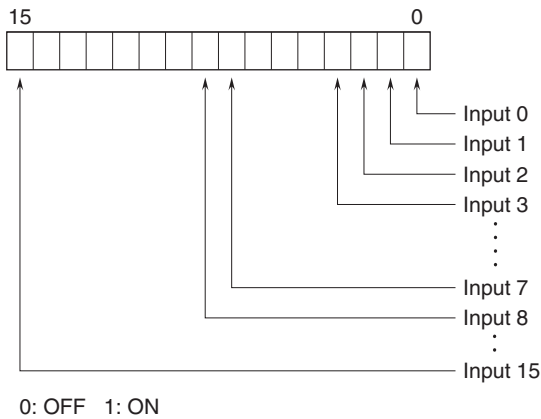 15 0
Input 0
Input 1
Input 2
Input 3
Input 7
Input 8
Input 15
0: OFF 1: ON